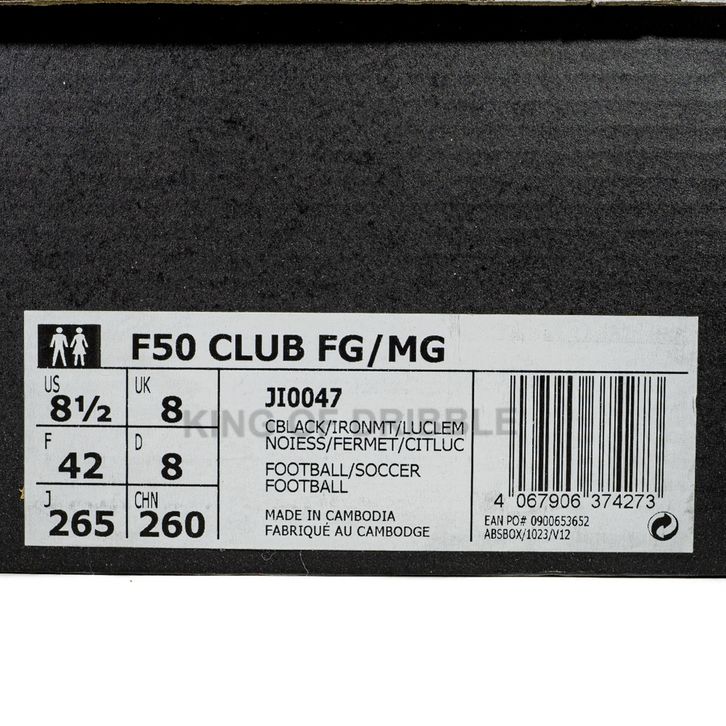 F50 CLUB FG/MG
US 8½ UK 8
F 42 D 8
J 265 CHN 260
JI0047
CBLACK/IRONMT/LUCLEM
NOIESS/FERMET/CITLUC
FOOTBALL/SOCCER
FOOTBALL
MADE IN CAMBODIA
FABRIQUÉ AU CAMBODGE
4 067906 374273
EAN PO# 0900653652
ABSBOX/1023/V12
KING OF DRIBBLE